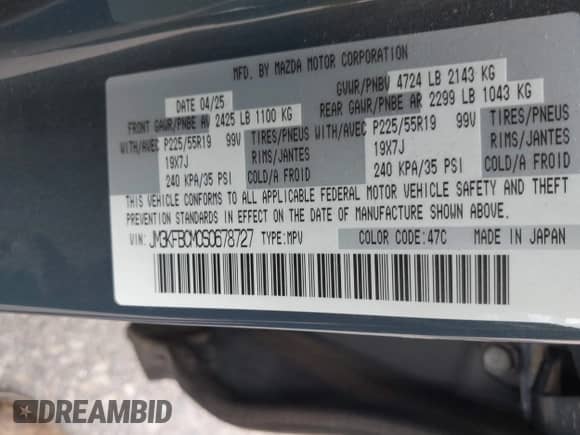 MFD. BY MAZDA MOTOR CORPORATION
DATE 04/25 GVWR/PNBV 4724 LB 2143 KG
FRONT GAWR/PNBE AV 2425 LB 1100 KG REAR GAWR/PNBE AR 2299 LB 1043 KG
WITH/AVEC P225/55R19 99V TIRES/PNEUS WITH/AVEC P225/55R19 99V TIRES/PNEUS
19X7J RIMS/JANTES 19X7J RIMS/JANTES
240 KPA/35 PSI COLD/A FROID 240 KPA/35 PSI COLD/A FROID
THIS VEHICLE CONFORMS TO ALL APPLICABLE FEDERAL MOTOR VEHICLE SAFETY AND THEFT
PREVENTION STANDARDS IN EFFECT ON THE DATE OF MANUFACTURE SHOWN ABOVE.
VIN: JM3KFBCM0S0678727 TYPE:MPV COLOR CODE:47C MADE IN JAPAN
DREAMBID